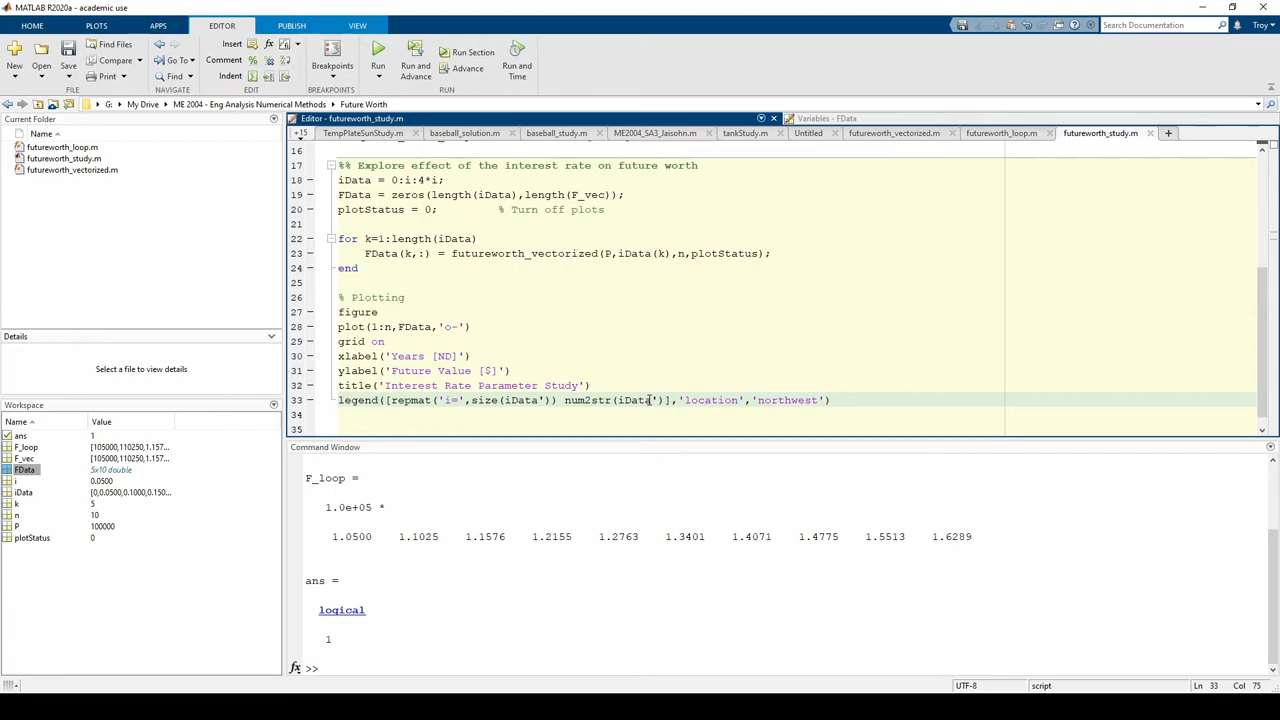 MATLAB R2020a - academic use
HOME PLOTS APPS EDITOR PUBLISH VIEW Search Documentation Troy
New Open Save Find Files Compare Print Go To Find Insert fx Comment Indent Breakpoints Run Run and Advance Run Section Advance Run and Time
FILE NAVIGATE EDIT BREAKPOINTS RUN
G: My Drive ME 2004 - Eng Analysis Numerical Methods Future Worth
Current Folder
Name
futureworth_loop.m
futureworth_study.m
futureworth_vectorized.m
Details
Select a file to view details
Workspace
Name Value
ans 1
F_loop [105000,110250,1.157...
F_vec [105000,110250,1.157...
FData 5x10 double
i 0.0500
iData [0,0.0500,0.1000,0.150...
k 5
n 10
P 100000
plotStatus 0
Editor - futureworth_study.m Variables - FData
+15 TempPlateSunStudy.m baseball_solution.m baseball_study.m ME2004_SA3_Jaisohn.m tankStudy.m Untitled futureworth_vectorized.m futureworth_loop.m futureworth_study.m
16
17 %% Explore effect of the interest rate on future worth
18 iData = 0:i:4*i;
19 FData = zeros(length(iData),length(F_vec));
20 plotStatus = 0; % Turn off plots
21
22 for k=1:length(iData)
23 FData(k,:) = futureworth_vectorized(P,iData(k),n,plotStatus);
24 end
25
26 % Plotting
27 figure
28 plot(1:n,FData,'o-')
29 grid on
30 xlabel('Years [ND]')
31 ylabel('Future Value [$]')
32 title('Interest Rate Parameter Study')
33 legend([repmat('i=',size(iData')) num2str(iData')],'location','northwest')
34
35
Command Window
F_loop =
1.0e+05 *
1.0500 1.1025 1.1576 1.2155 1.2763 1.3401 1.4071 1.4775 1.5513 1.6289
ans =
logical
1
fx >>
UTF-8 script Ln 33 Col 75